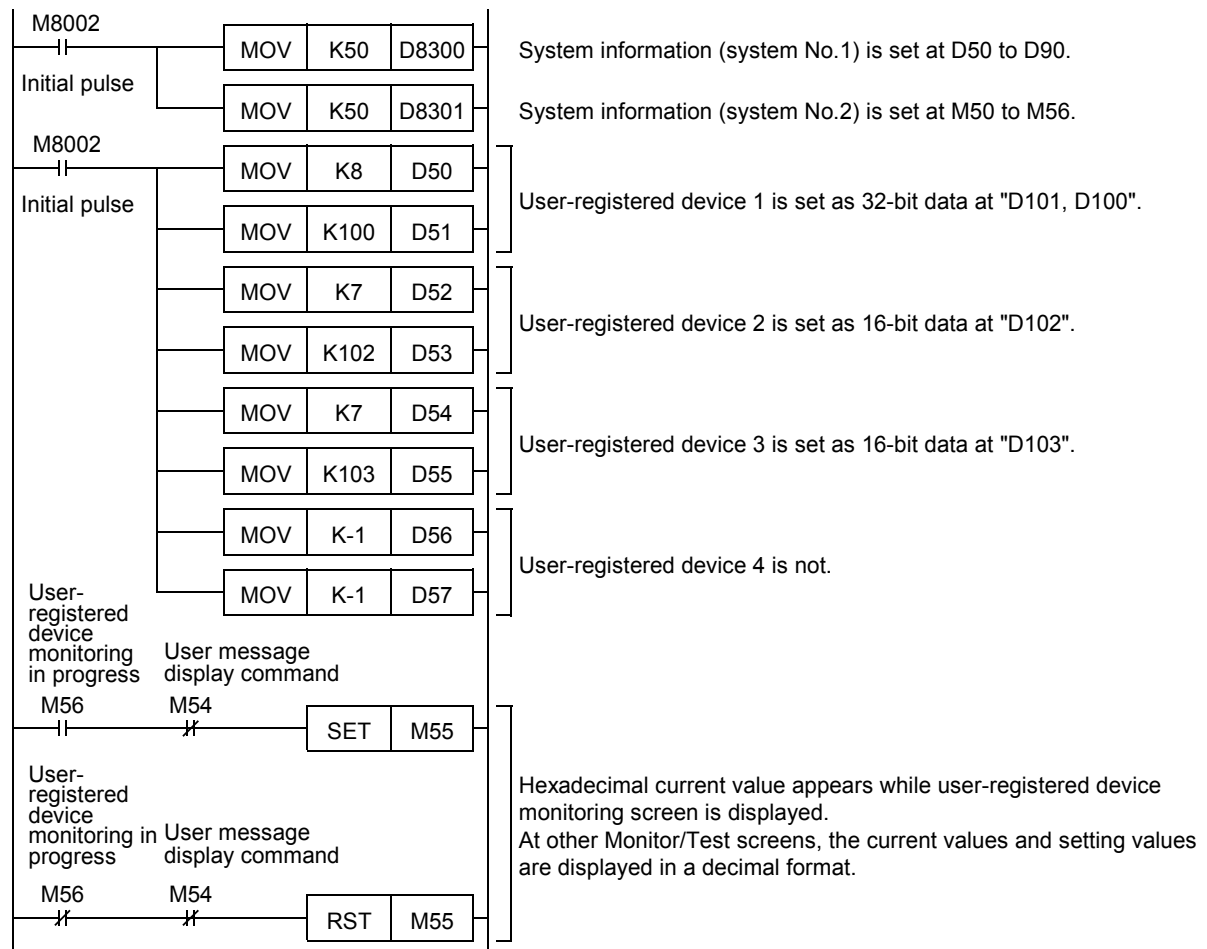 M8002
MOV K50 D8300 System information (system No.1) is set at D50 to D90.
Initial pulse
MOV K50 D8301 System information (system No.2) is set at M50 to M56.
M8002
MOV K8 D50
Initial pulse
User-registered device 1 is set as 32-bit data at "D101, D100".
MOV K100 D51
MOV K7 D52
User-registered device 2 is set as 16-bit data at "D102".
MOV K102 D53
MOV K7 D54
User-registered device 3 is set as 16-bit data at "D103".
MOV K103 D55
MOV K-1 D56
User-registered device 4 is not.
MOV K-1 D57
User-
registered
device
monitoring
in progress
User message
display command
M56 M54
SET M55
User-
registered
device
monitoring in
progress
User message
display command
M56 M54
RST M55
Hexadecimal current value appears while user-registered device
monitoring screen is displayed.
At other Monitor/Test screens, the current values and setting values
are displayed in a decimal format.